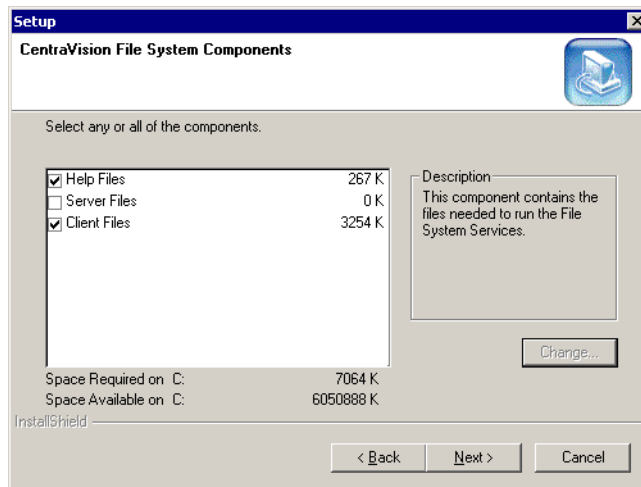 Setup
CentraVision File System Components
Select any or all of the components.
Help Files 267 K
Server Files 0 K
Client Files 3254 K
Description
This component contains the
files needed to run the File
System Services.
Change...
Space Required on C: 7064 K
Space Available on C: 6050888 K
InstallShield
< Back
Next >
Cancel